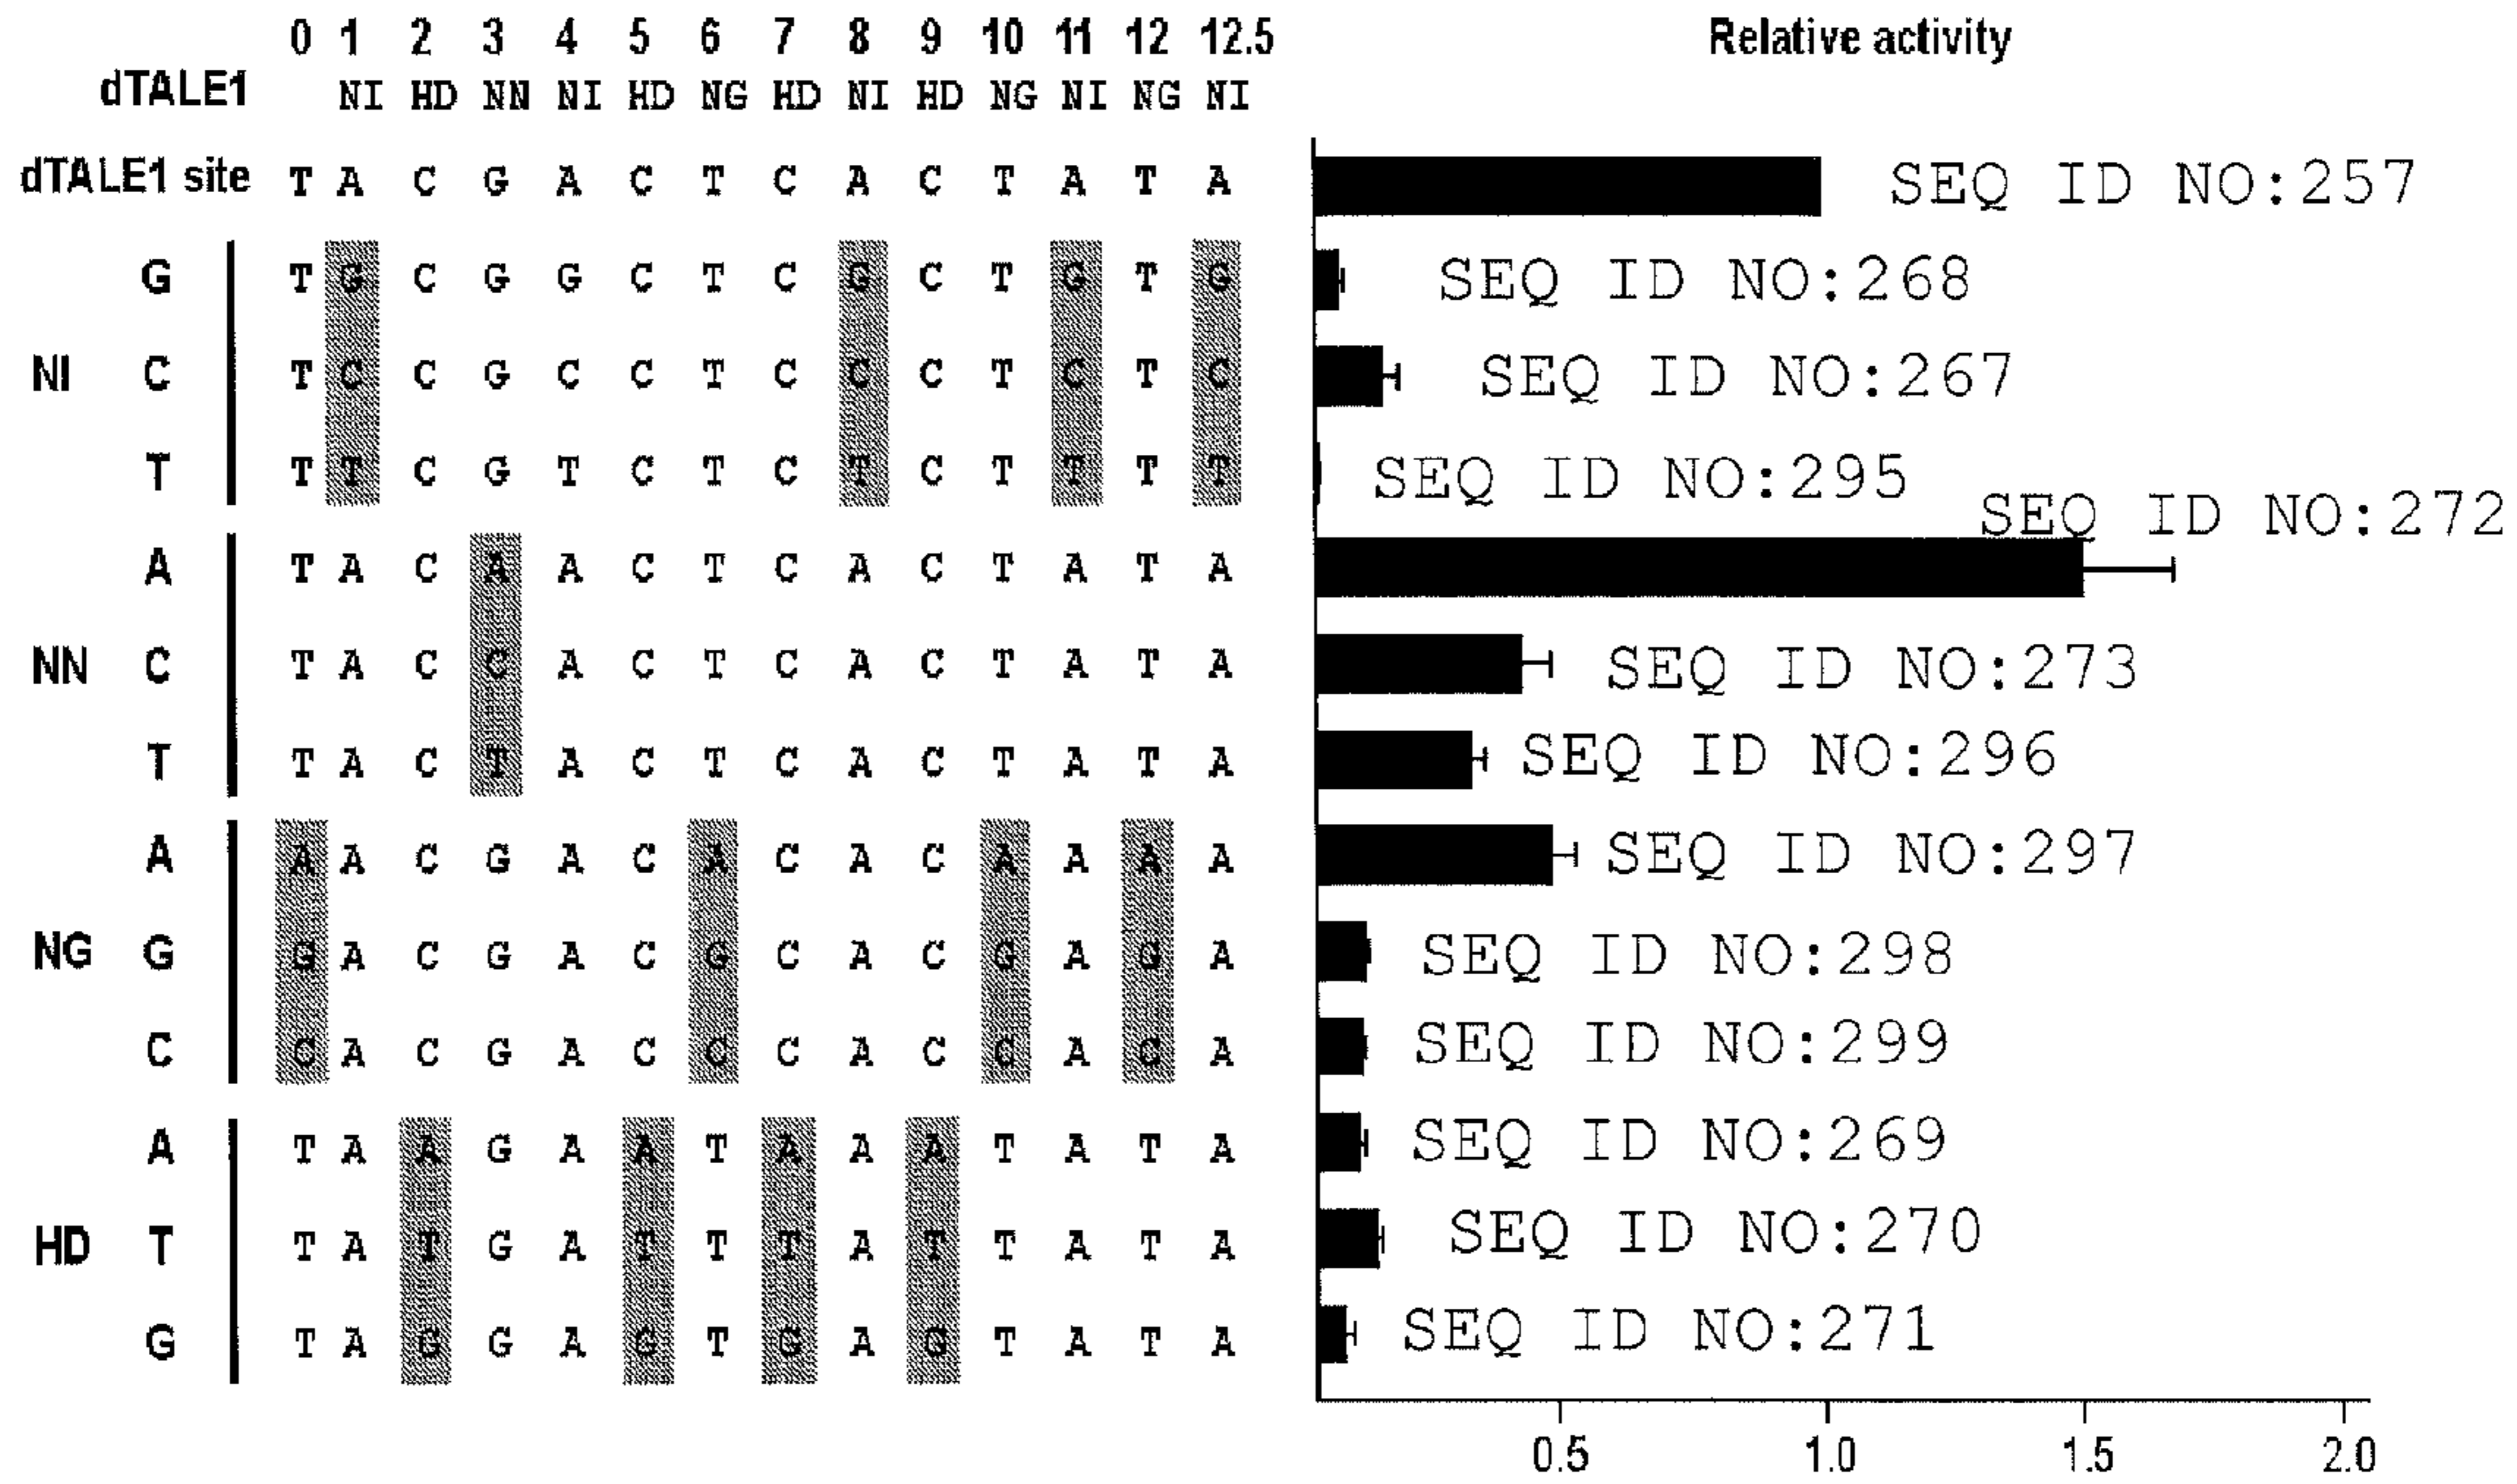 0 1 2 3 4 5 6 7 8 9 10 11 12 12.5 Relative activity
dTALE1 NI HD NN NI HD NG HD NI HD NG NI NG NI
dTALE1 site T A C G A C T C A C T A T A SEQ ID NO:257
G T G C G G C T C G C T G T G SEQ ID NO:268
NI C T C C G C C T C C C T C T C SEQ ID NO:267
T T T C G T C T C T C T T T T SEQ ID NO:295
SEQ ID NO:272
A T A C A A C T C A C T A T A
NN C T A C C A C T C A C T A T A SEQ ID NO:273
T T A C T A C T C A C T A T A SEQ ID NO:296
A A A C G A C A C A C A A A A SEQ ID NO:297
NG G G A C G A C G C A C G A G A SEQ ID NO:298
C C A C G A C C C A C C A C A SEQ ID NO:299
A T A A G A A T A A A T A T A SEQ ID NO:269
HD T T A T G A T T T A T T A T A SEQ ID NO:270
G T A G G A G T G A G T A T A SEQ ID NO:271
0.5 1.0 1.5 2.0